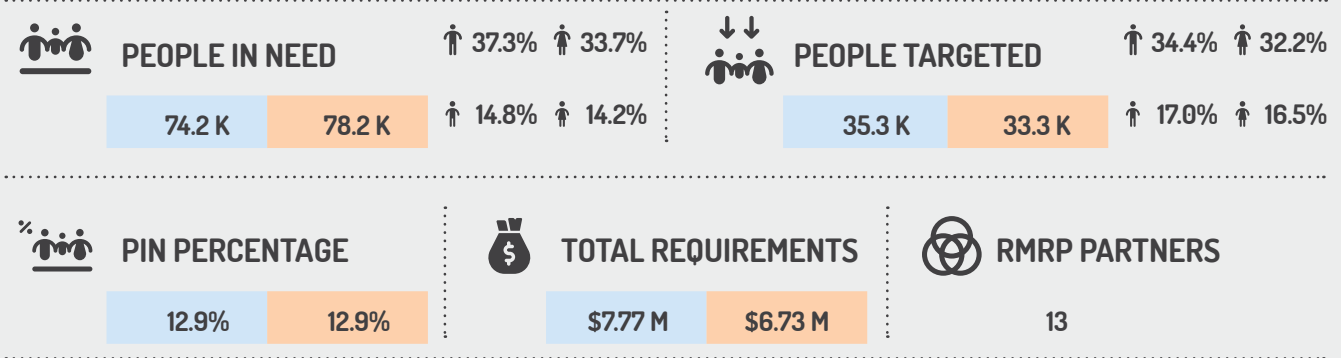 PEOPLE IN NEED
37.3% 33.7%
74.2 K 78.2 K
14.8% 14.2%
PEOPLE TARGETED
34.4% 32.2%
35.3 K 33.3 K
17.0% 16.5%
%
PIN PERCENTAGE
12.9% 12.9%
$
TOTAL REQUIREMENTS
$7.77 M $6.73 M
RMRP PARTNERS
13